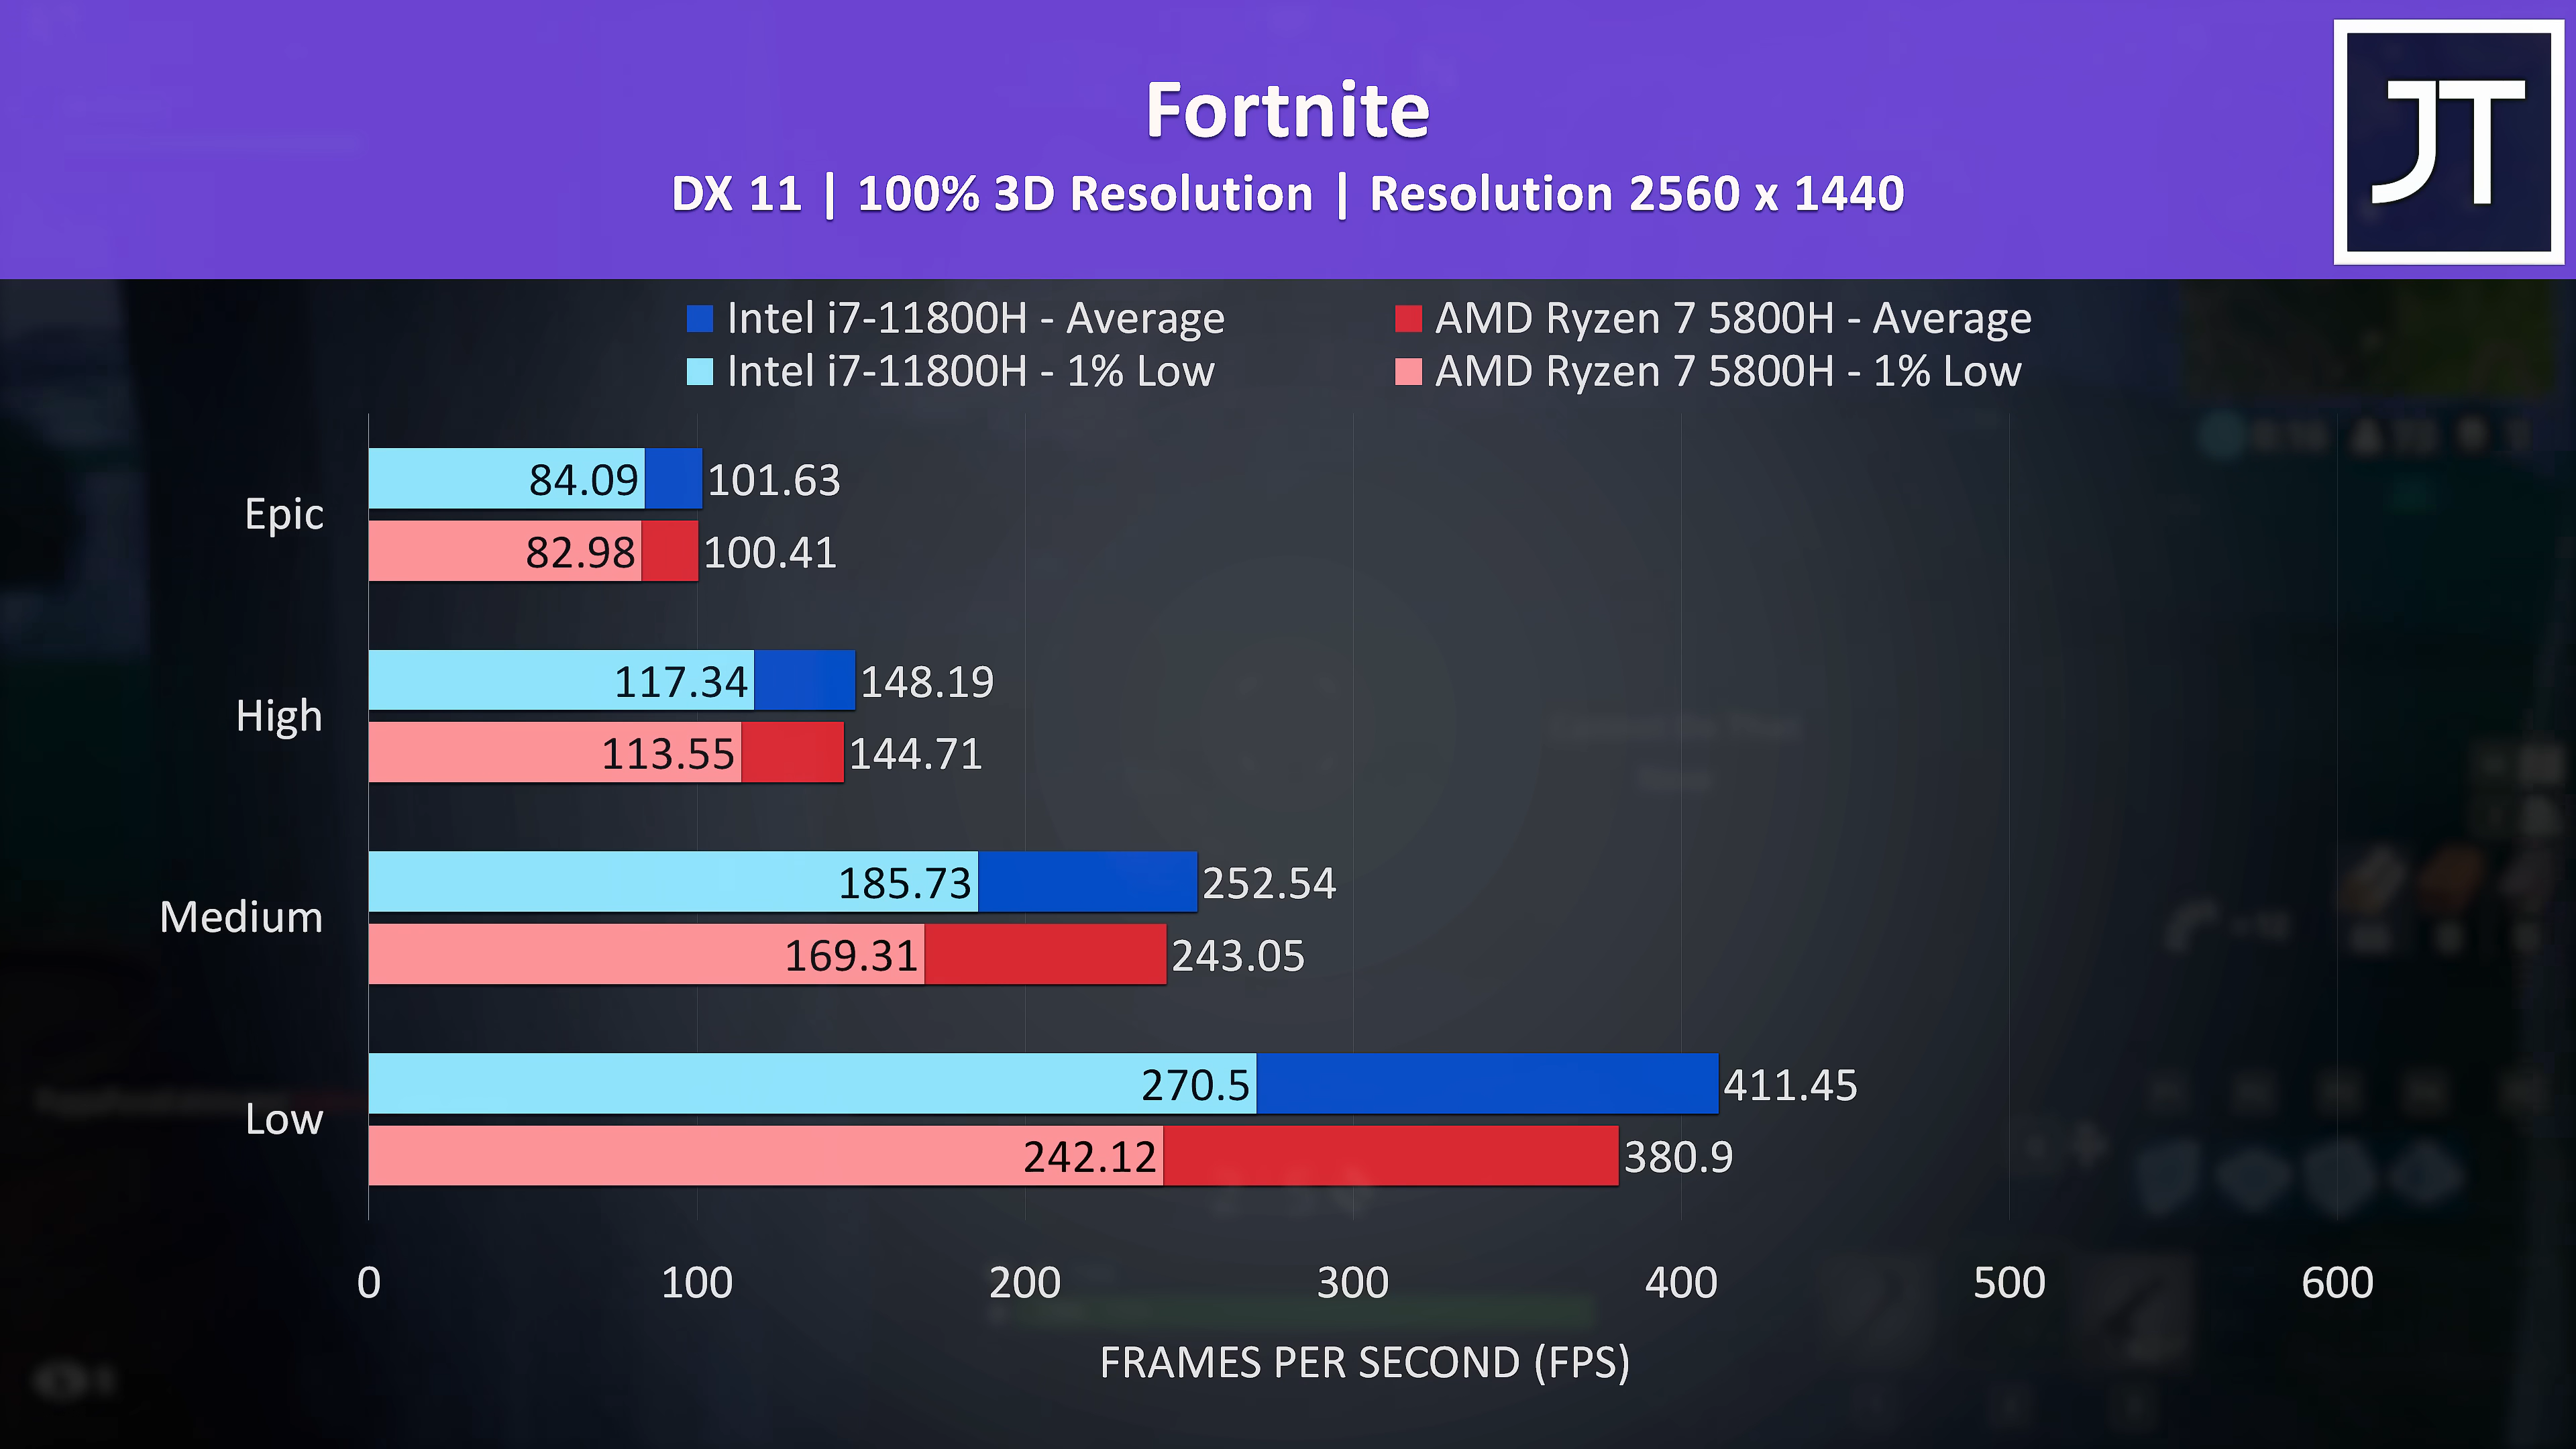 Fortnite
DX 11 | 100% 3D Resolution | Resolution 2560 x 1440
JT
Intel i7-11800H - Average
AMD Ryzen 7 5800H - Average
Intel i7-11800H - 1% Low
AMD Ryzen 7 5800H - 1% Low
Epic
84.09
101.63
82.98
100.41
High
117.34
148.19
113.55
144.71
Medium
185.73
252.54
169.31
243.05
Low
270.5
411.45
242.12
380.9
0 100 200 300 400 500 600
FRAMES PER SECOND (FPS)